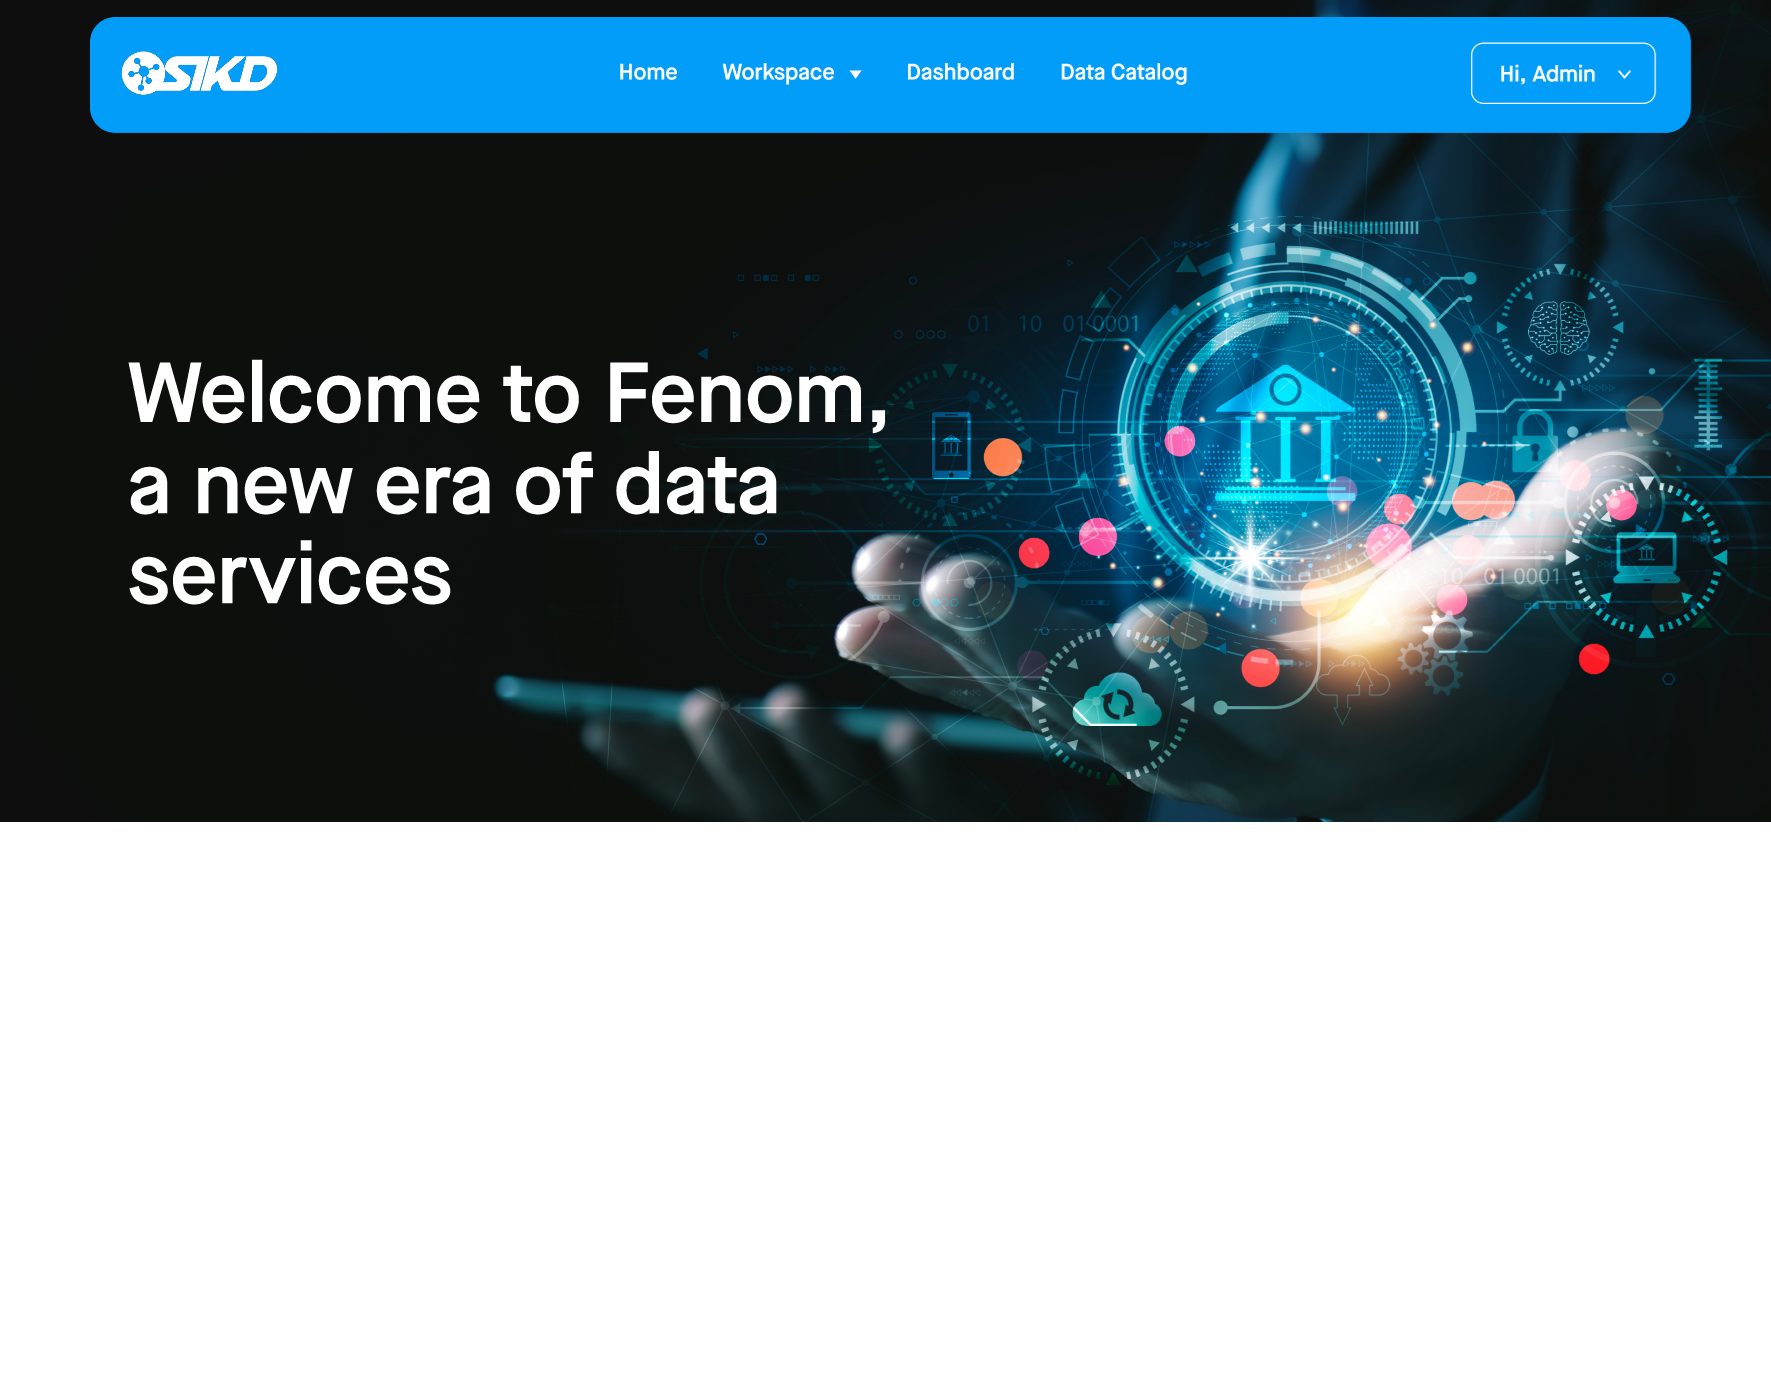 SIKD
Home
Workspace
Dashboard
Data Catalog
Hi, Admin
01 10 01 0001
Welcome to Fenom,
a new era of data
services
10 01 0001